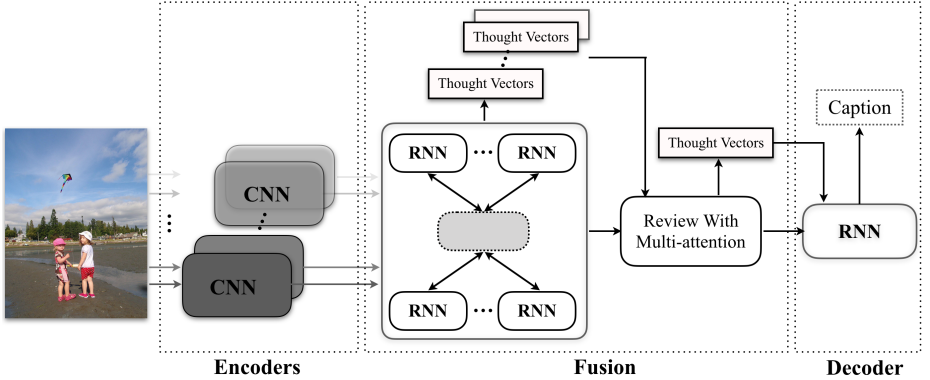 Thought Vectors
Thought Vectors
Caption
RNN ... RNN
Thought Vectors
CNN
Review With
Multi-attention
RNN
CNN
RNN ... RNN
Encoders
Fusion
Decoder